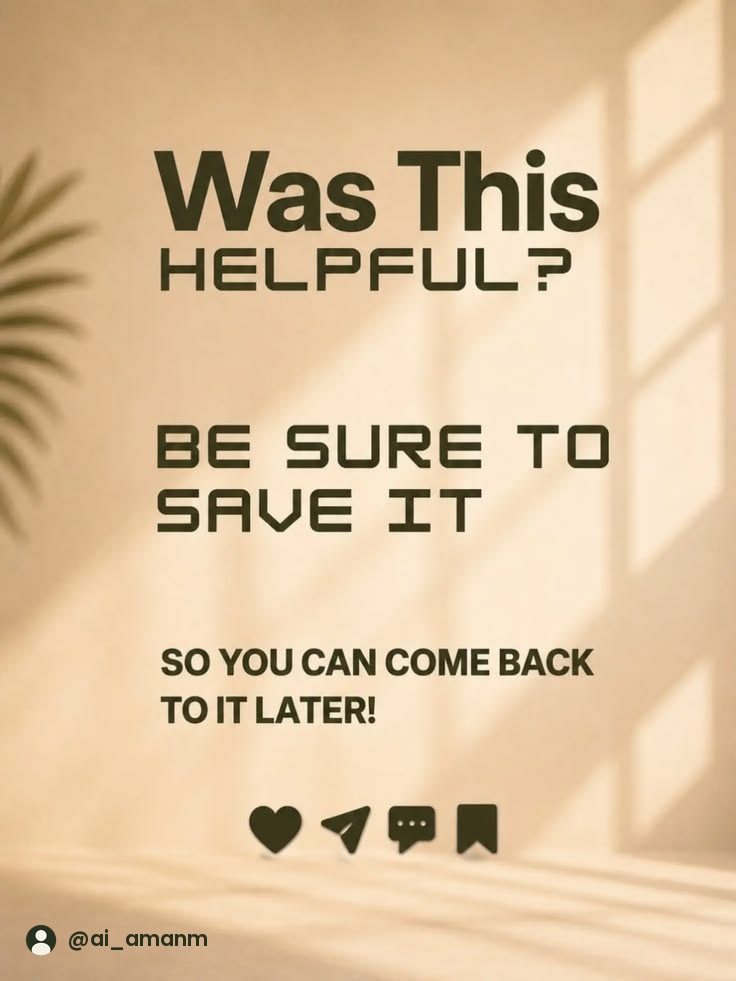 Was This
HELPFUL?
BE SURE TO
SAVE IT
SO YOU CAN COME BACK
TO IT LATER!
@ai_amanm